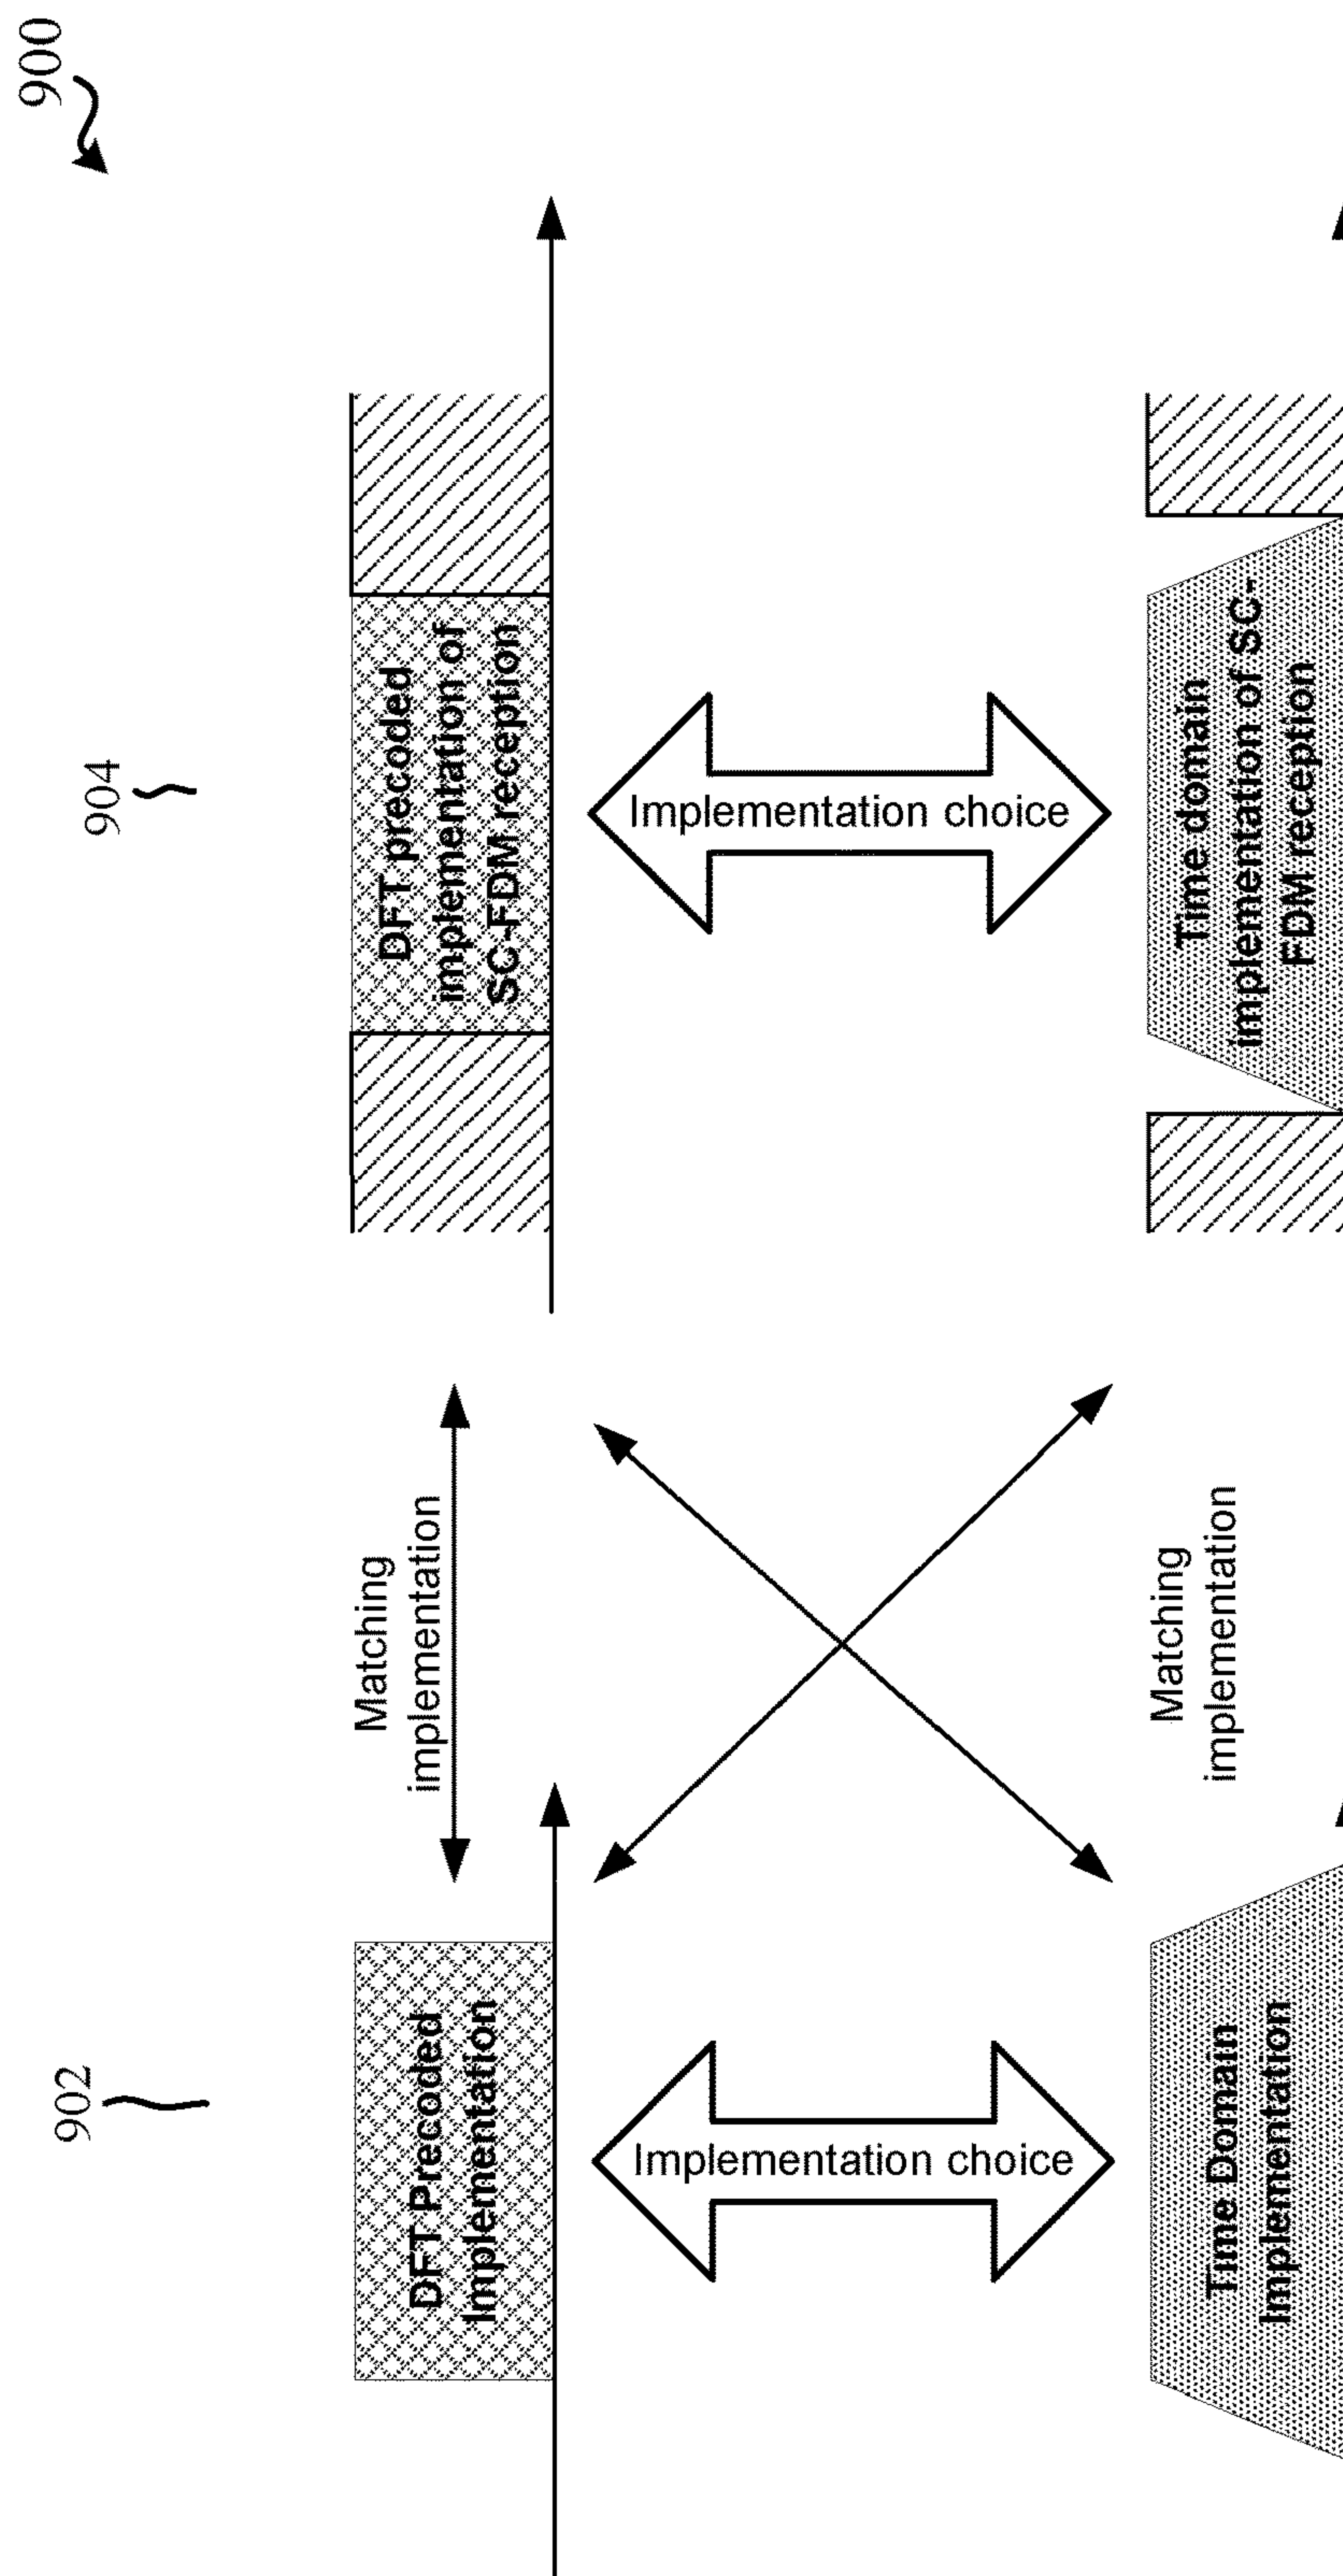 900
902
904
DFT Precoded
Implementation
Matching
implementation
DFT precoded
implementation of
SC-FDM reception
Implementation choice
Implementation choice
Time Domain
Implementation
Matching
implementation
Time domain
implementation of SC-
FDM reception